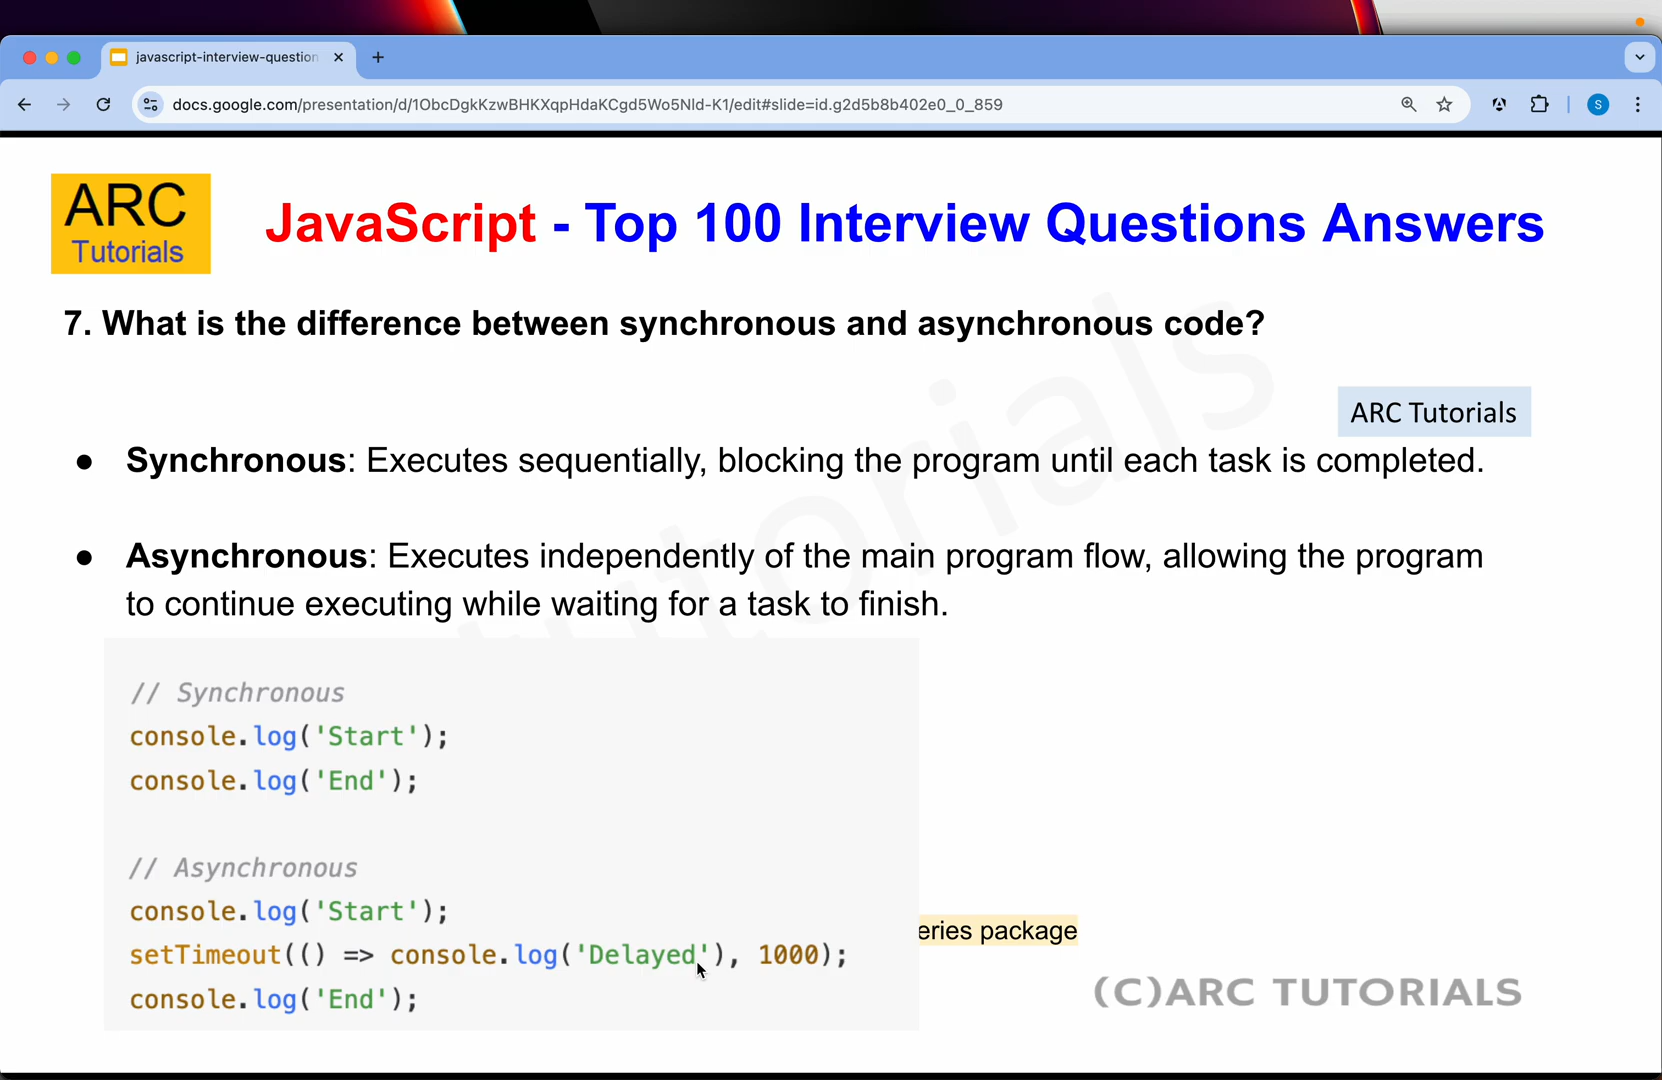 javascript-interview-question
docs.google.com/presentation/d/1ObcDgkKzwBHKXqpHdaKCgd5Wo5Nld-K1/edit#slide=id.g2d5b8b402e0_0_859
S
ARC
Tutorials
JavaScript - Top 100 Interview Questions Answers
7. What is the difference between synchronous and asynchronous code?
ARC Tutorials
● Synchronous: Executes sequentially, blocking the program until each task is completed.
● Asynchronous: Executes independently of the main program flow, allowing the program
to continue executing while waiting for a task to finish.
// Synchronous
console.log('Start');
console.log('End');
// Asynchronous
console.log('Start');
setTimeout(() => console.log('Delayed'), 1000);
console.log('End');
eries package
(C)ARC TUTORIALS
utorials